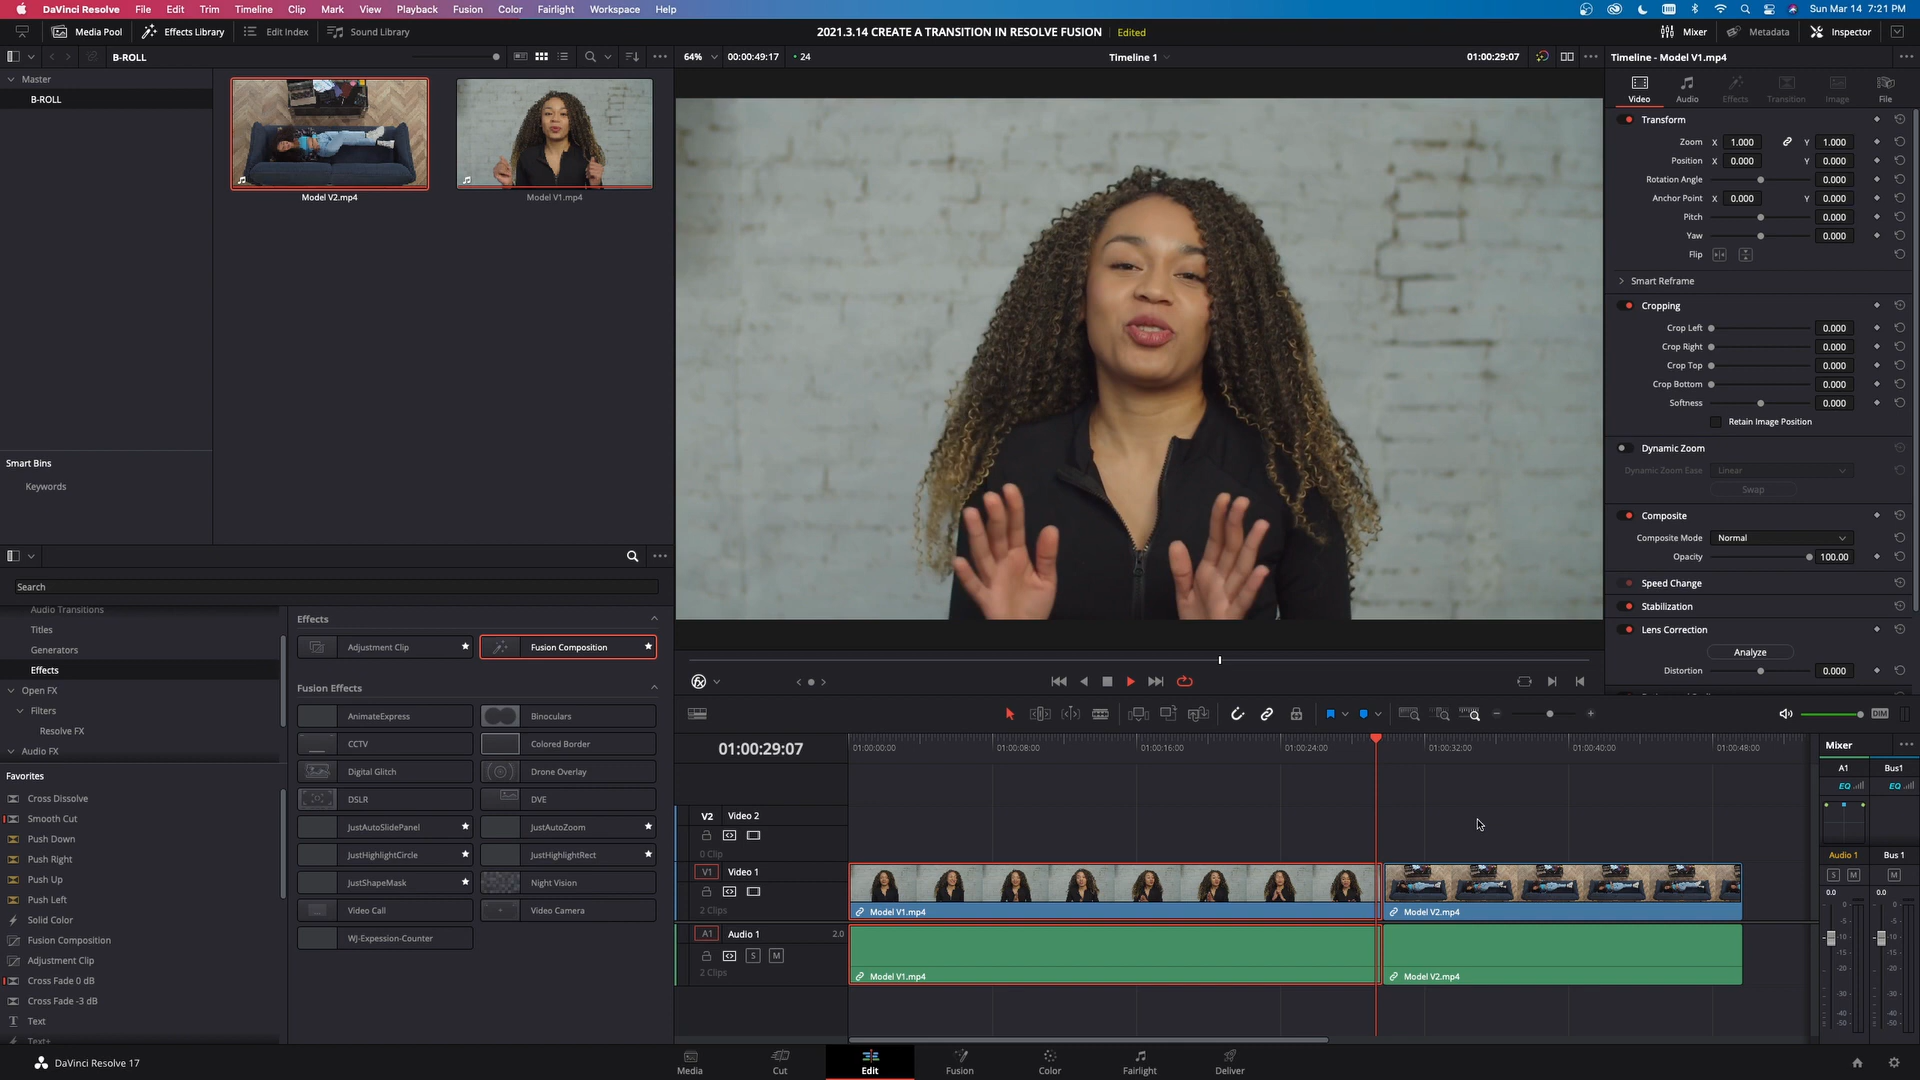 DaVinci Resolve File Edit Trim Timeline Clip Mark View Playback Fusion Color Fairlight Workspace Help Sun Mar 14 7:21 PM
Media Pool Effects Library Edit Index Sound Library 2021.3.14 CREATE A TRANSITION IN RESOLVE FUSION Edited Mixer Metadata Inspector
B-ROLL 64% 00:00:49:17 24 Timeline 1 01:00:29:07 Timeline - Model V1.mp4
Master
B-ROLL
Model V2.mp4 Model V1.mp4
Smart Bins
Keywords
Video Audio Effects Transition Image File
Transform
Zoom X 1.000 Y 1.000
Position X 0.000 Y 0.000
Rotation Angle 0.000
Anchor Point X 0.000 Y 0.000
Pitch 0.000
Yaw 0.000
Flip
Smart Reframe
Cropping
Crop Left 0.000
Crop Right 0.000
Crop Top 0.000
Crop Bottom 0.000
Softness 0.000
Retain Image Position
Dynamic Zoom
Dynamic Zoom Ease Linear
Swap
Composite
Composite Mode Normal
Opacity 100.00
Speed Change
Stabilization
Lens Correction
Analyze
Distortion 0.000
Search
Audio Transitions
Titles
Generators
Effects
Open FX
Filters
Resolve FX
Audio FX
Favorites
Cross Dissolve
Smooth Cut
Push Down
Push Right
Push Up
Push Left
Solid Color
Fusion Composition
Adjustment Clip
Cross Fade 0 dB
Cross Fade -3 dB
Text
Text+
Effects
Adjustment Clip Fusion Composition
Fusion Effects
AnimateExpress Binoculars
CCTV Colored Border
Digital Glitch Drone Overlay
DSLR DVE
JustAutoSlidePanel JustAutoZoom
JustHighlightCircle JustHighlightRect
JustShapeMask Night Vision
Video Call Video Camera
WJ-Expession-Counter
DIM
01:00:29:07 01:00:00:00 01:00:08:00 01:00:16:00 01:00:24:00 01:00:32:00 01:00:40:00 01:00:48:00
V2 Video 2
0 Clip
V1 Video 1
2 Clips Model V1.mp4 Model V2.mp4
A1 Audio 1 2.0
S M
2 Clips Model V1.mp4 Model V2.mp4
Mixer
A1 Bus1
EQ EQ
Audio 1 Bus 1
S M M
0.0 0.0
DaVinci Resolve 17 Media Cut Edit Fusion Color Fairlight Deliver